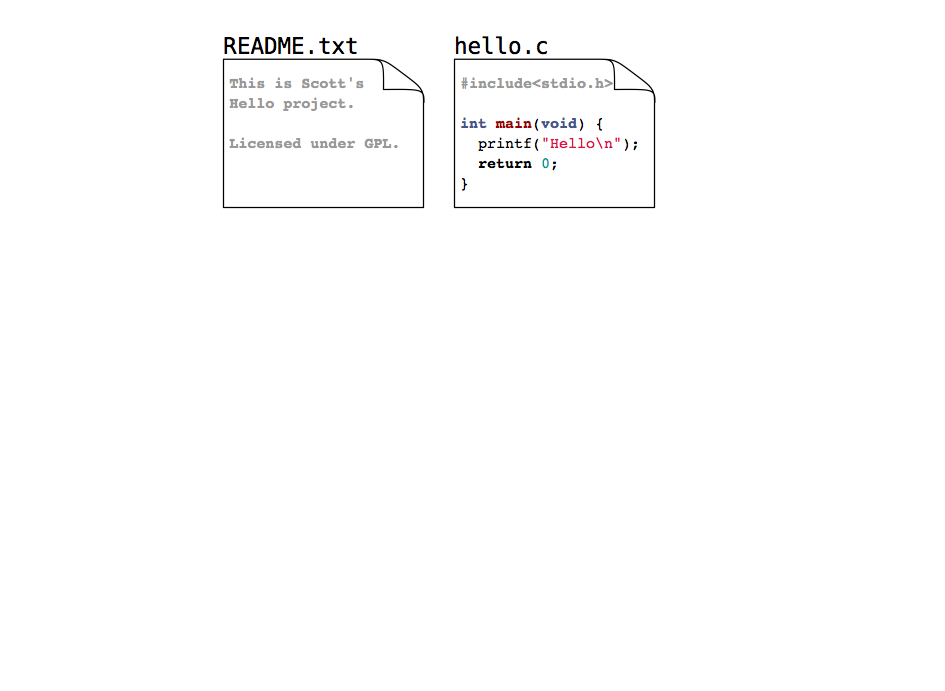 README.txt
This is Scott's
Hello project.
Licensed under GPL.
hello.c
#include<stdio.h>
int main(void) {
  printf("Hello\n");
  return 0;
}